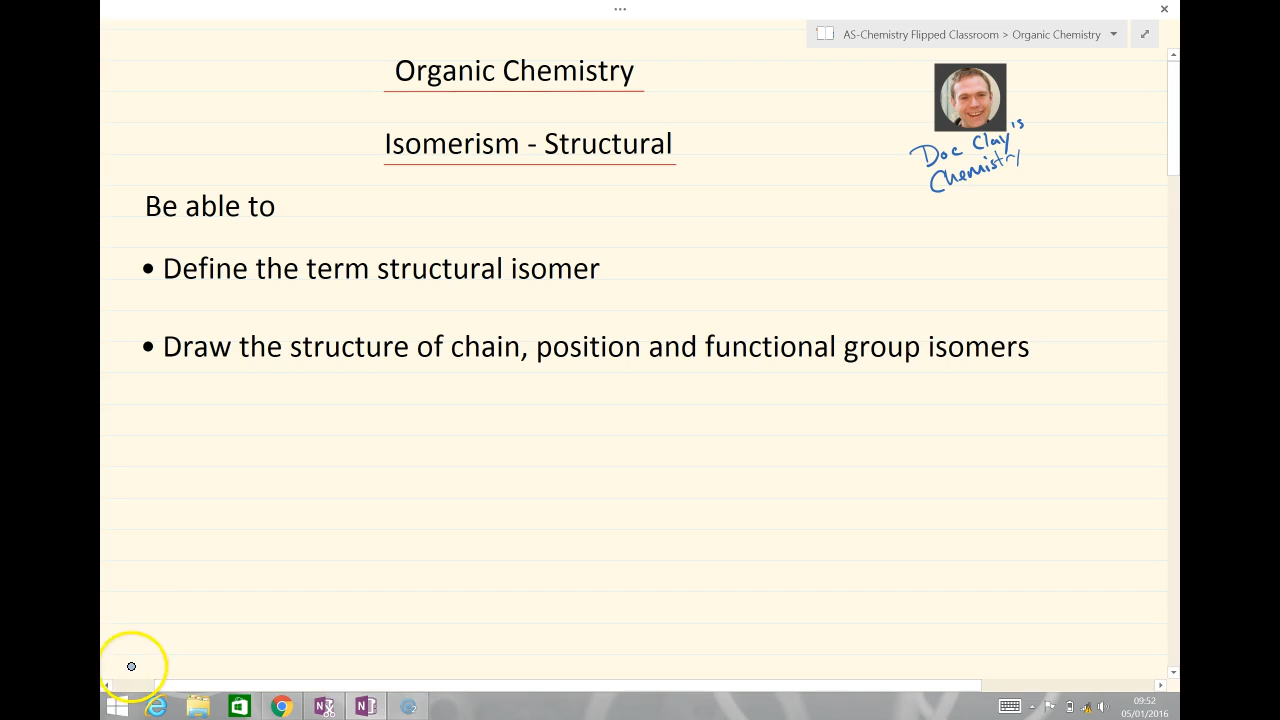 AS-Chemistry Flipped Classroom > Organic Chemistry
Organic Chemistry
Isomerism - Structural
Doc Clay's
Chemistry
Be able to
• Define the term structural isomer
• Draw the structure of chain, position and functional group isomers
09:52
05/01/2016